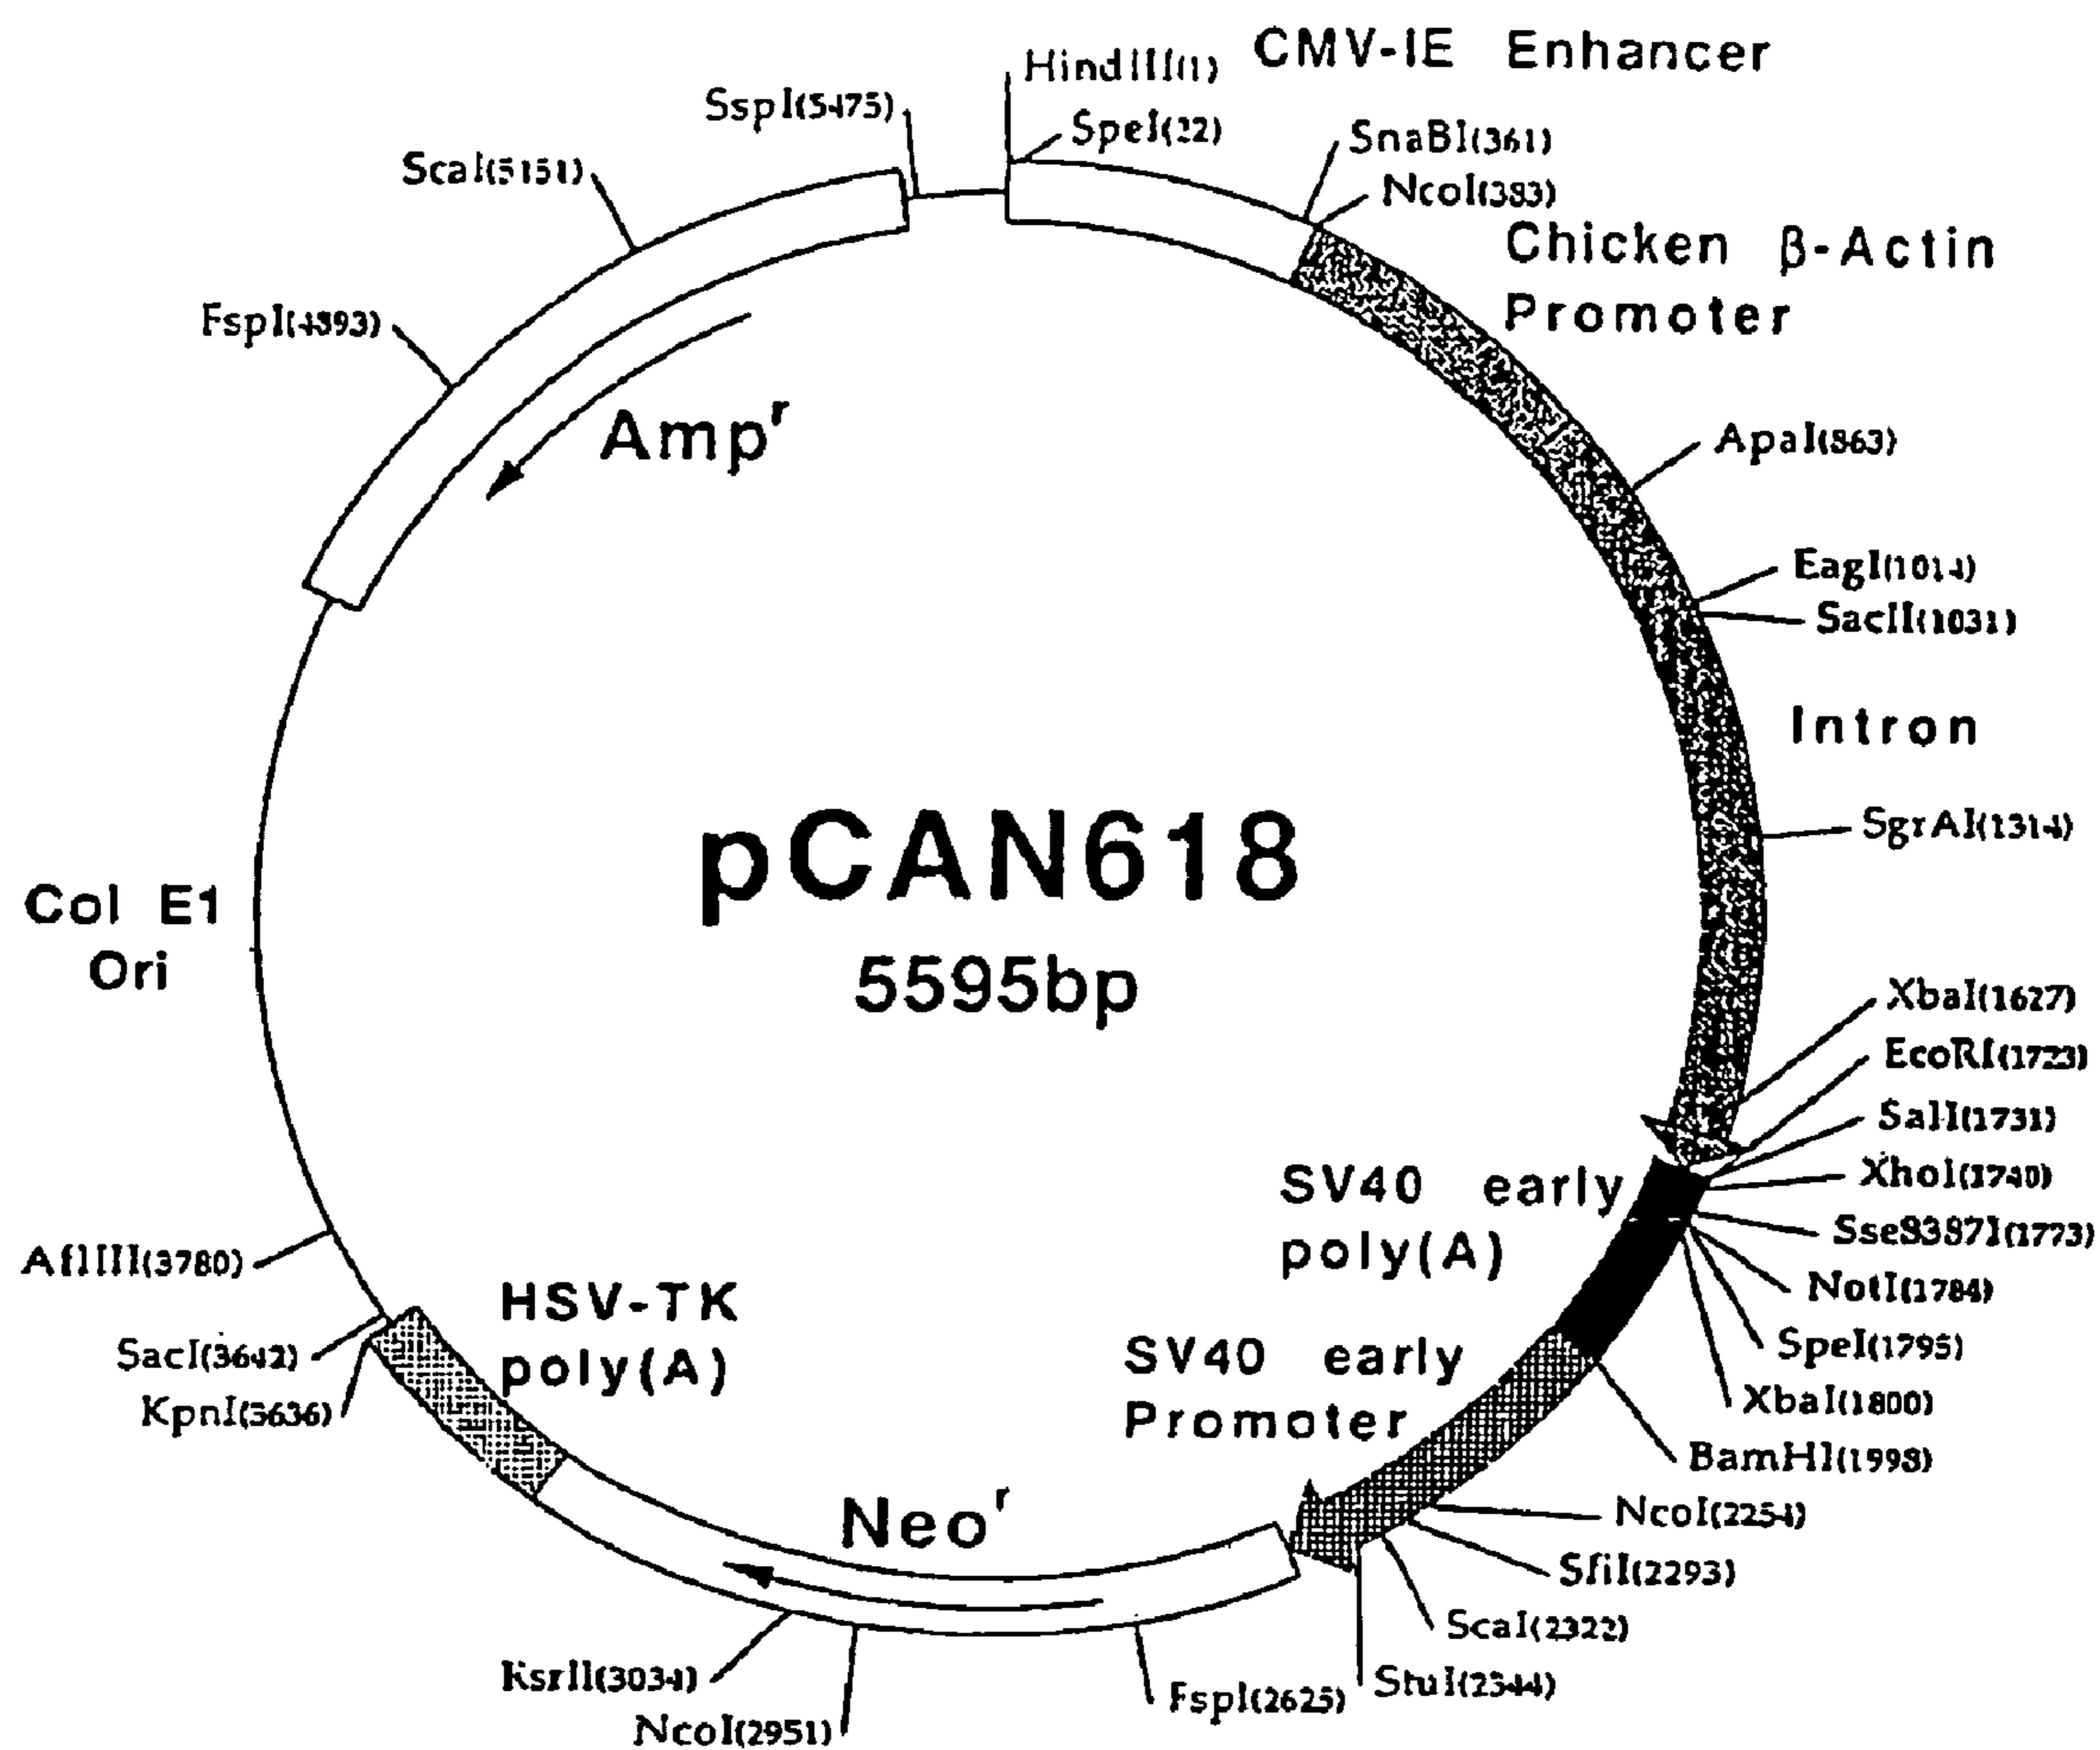 CMV-IE Enhancer
HindIII(1)
SpeI(22)
SnaBI(361)
NcoI(383)
Chicken β-Actin
Promoter
ApaI(863)
EagI(1014)
SacII(1031)
Intron
SgrAI(1314)
XbaI(1627)
EcoRI(1723)
SalI(1731)
XhoI(1740)
Sse8387I(1773)
NotI(1784)
SpeI(1795)
XbaI(1800)
BamHI(1998)
NcoI(2254)
SfiI(2293)
ScaI(2322)
StuI(2344)
FspI(2625)
NcoI(2951)
RsrII(3034)
KpnI(3636)
SacI(3642)
AflIII(3780)
Col E1
Ori
FspI(4893)
ScaI(5151)
SspI(5475)
Ampʳ
pCAN618
5595bp
SV40 early
poly(A)
SV40 early
Promoter
HSV-TK
poly(A)
Neoʳ